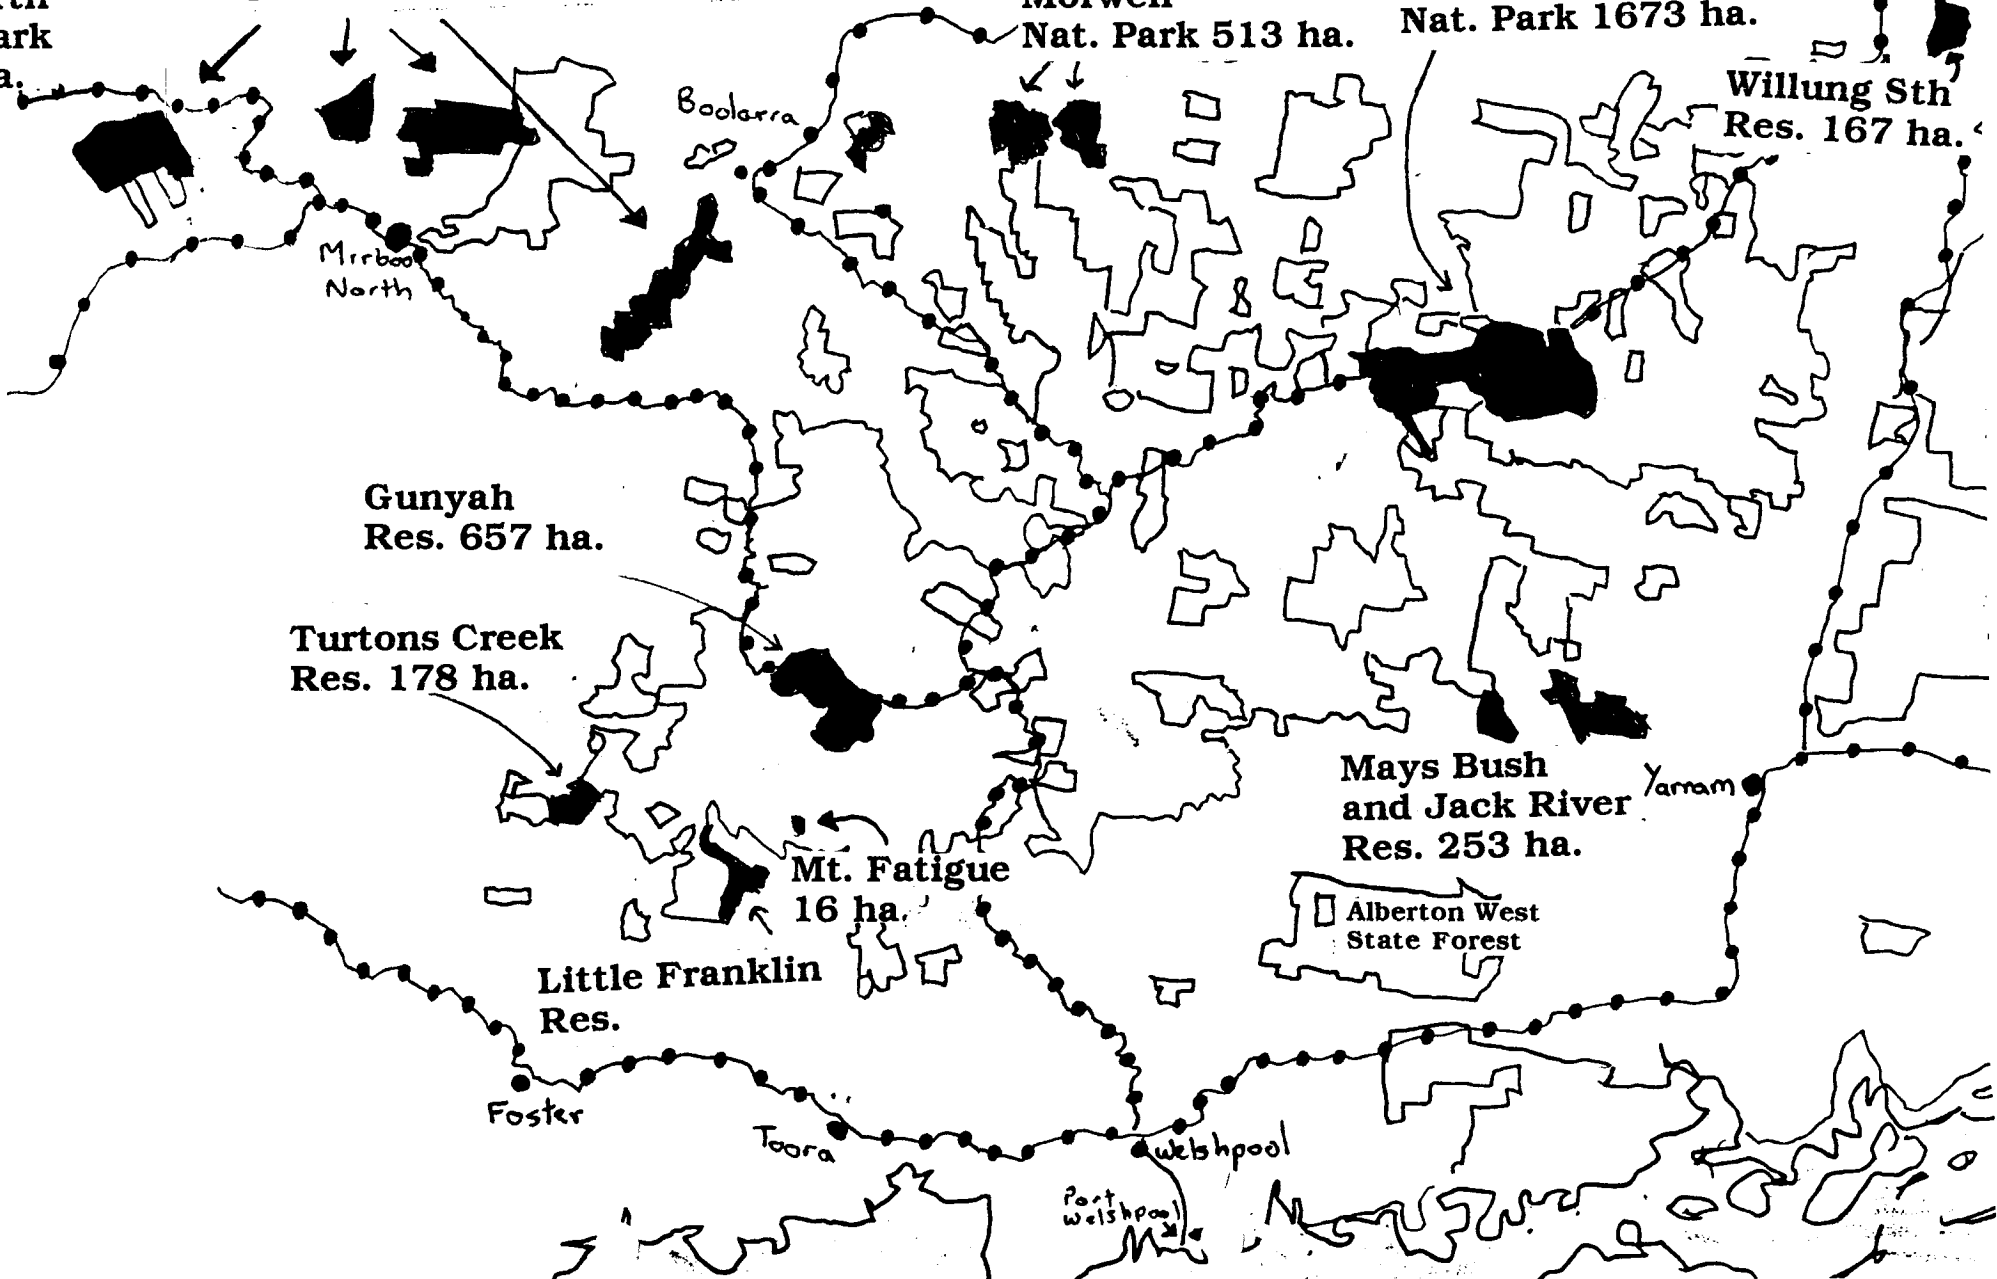 ark
a.
Nat. Park 513 ha.
Nat. Park 1673 ha.
Willung Sth
Res. 167 ha.
Boolarra
Mirboo
North
Gunyah
Res. 657 ha.
Turtons Creek
Res. 178 ha.
Mays Bush
and Jack River
Res. 253 ha.
Yarram
Mt. Fatigue
16 ha.
Alberton West
State Forest
Little Franklin
Res.
Foster
Toora
Welshpool
Port
Welshpool